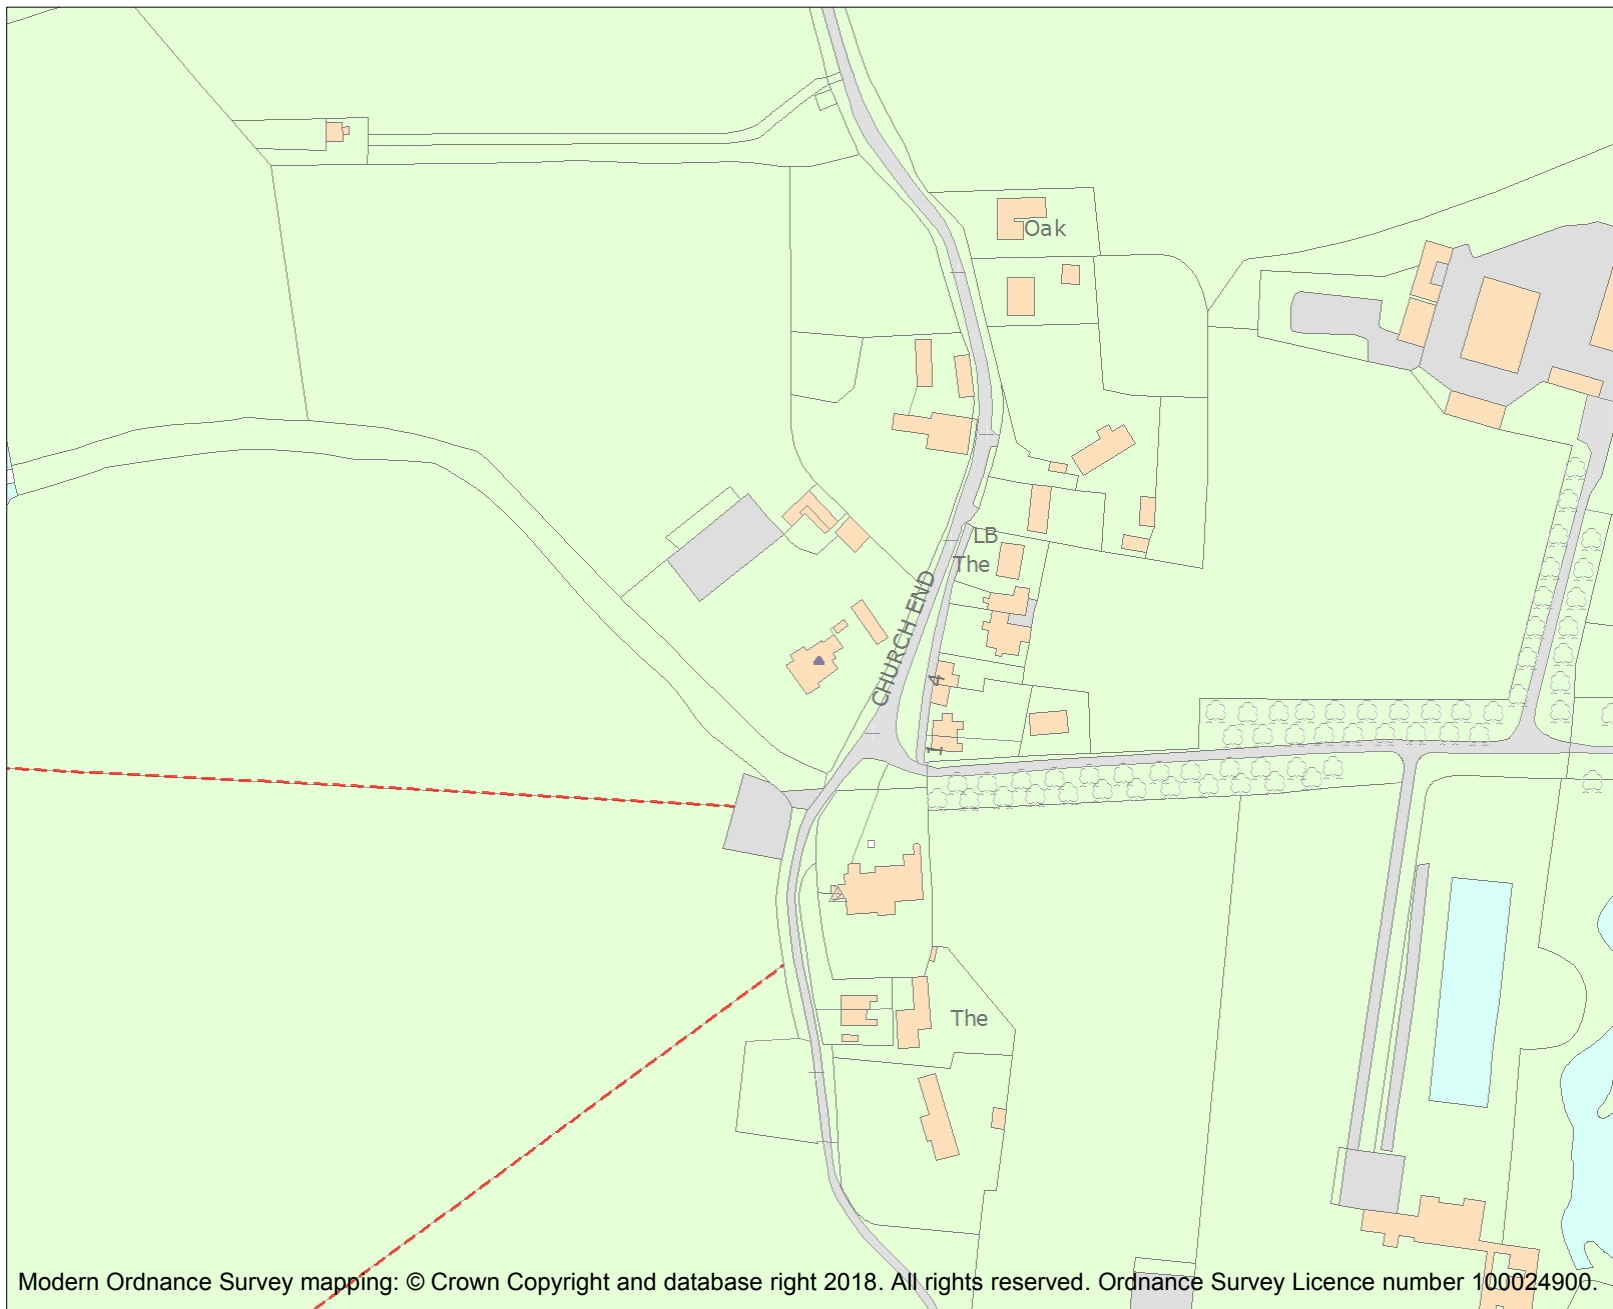 Oak
LB
The
CHURCH END
4
1
The
Modern Ordnance Survey mapping: © Crown Copyright and database right 2018. All rights reserved. Ordnance Survey Licence number 100024900.